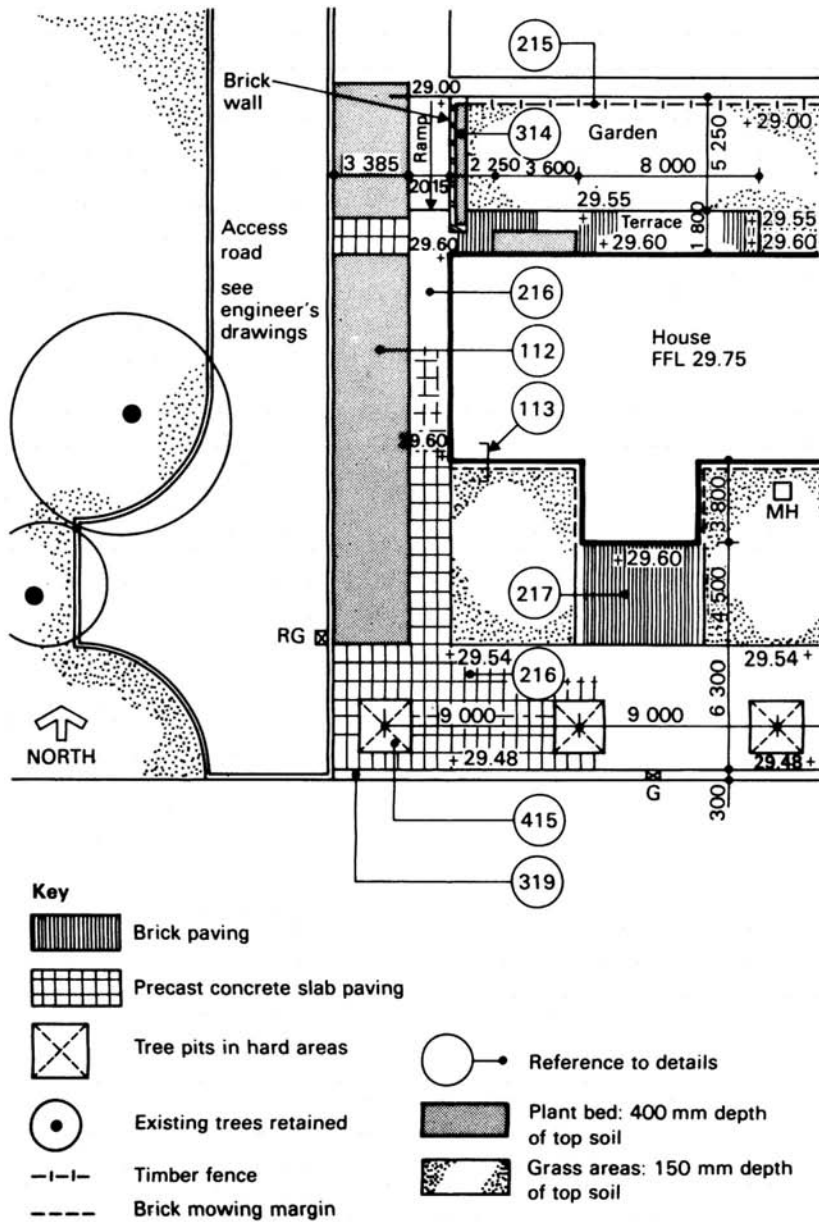 215
Brick
wall
29.00
+
Ramp
314
Garden
+29.00
5 250
3 385
2015
2 250
3 600
8 000
29.55
+
Terrace
+29.55
29.60
+
+29.60
1 800
+29.60
Access
road
see
engineer's
drawings
216
House
FFL 29.75
112
113
9.60
MH
3 800
+29.60
217
4 500
RG
+29.54
29.54+
216
6 300
9 000
9 000
NORTH
+29.48
29.48+
G
300
415
319
Key
Brick paving
Precast concrete slab paving
Tree pits in hard areas
Reference to details
Existing trees retained
Plant bed: 400 mm depth
of top soil
Timber fence
Grass areas: 150 mm depth
of top soil
Brick mowing margin